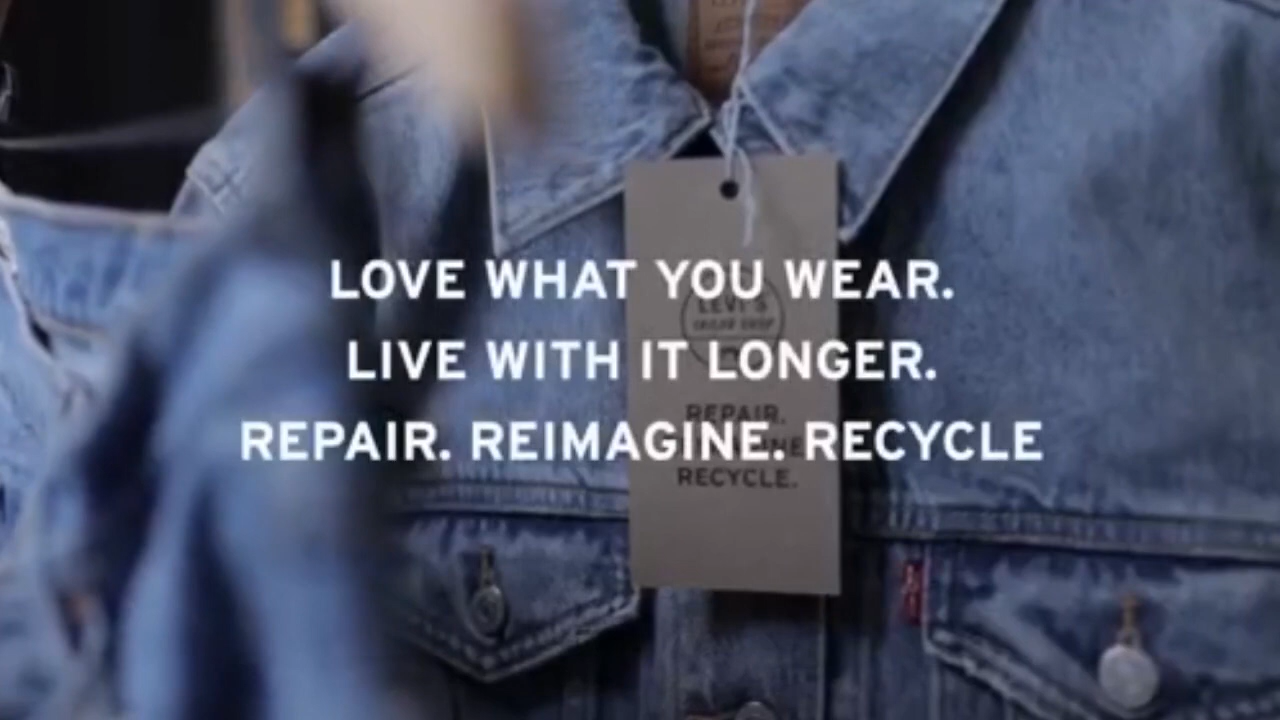 LOVE WHAT YOU WEAR.
LIVE WITH IT LONGER.
REPAIR. REIMAGINE. RECYCLE
LEVI'S
REPAIR.
RECYCLE.